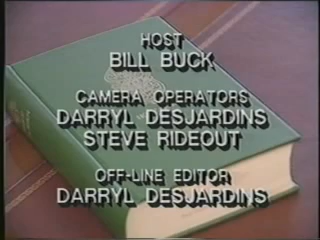 HOST
BILL BUCK
CAMERA OPERATORS
DARRYL DESJARDINS
STEVE RIDEOUT
OFF-LINE EDITOR
DARRYL DESJARDINS